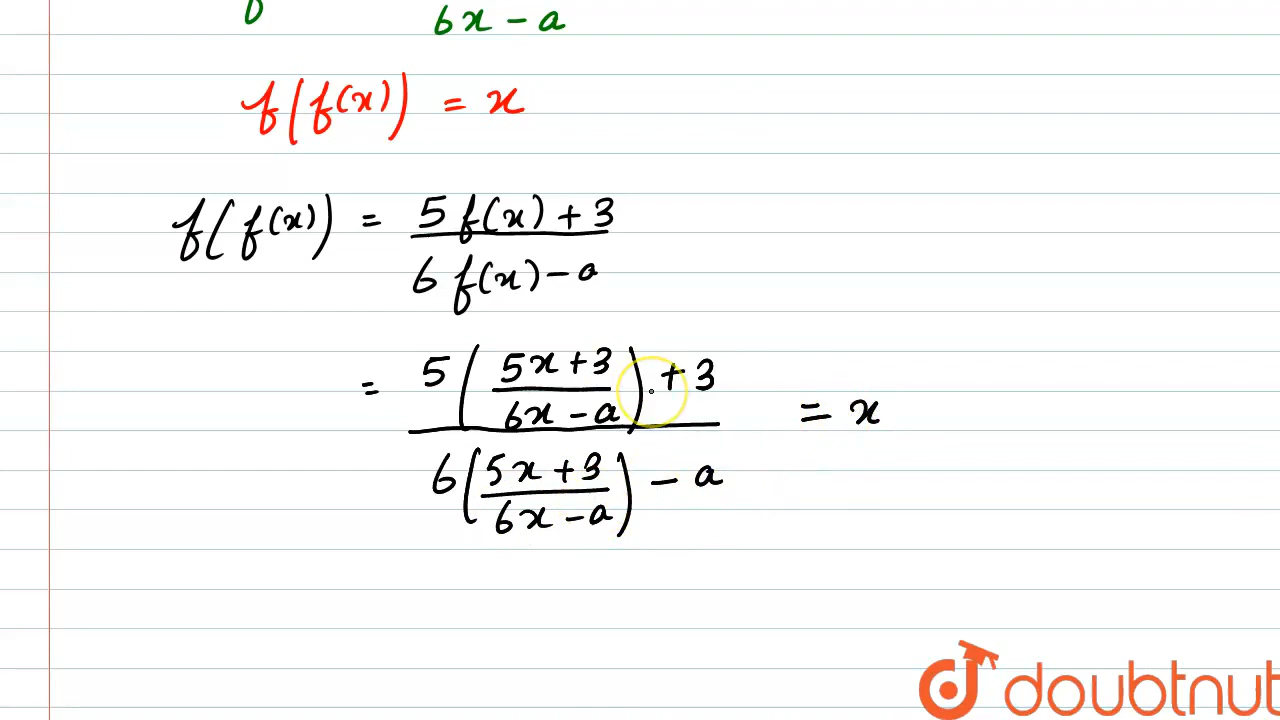 6x - a
f(f(x)) = x
f(f(x)) = 5f(x) + 3
6f(x) - a
= 5(5x + 3 / 6x - a) + 3 = x
6(5x + 3 / 6x - a) - a
doubtnut